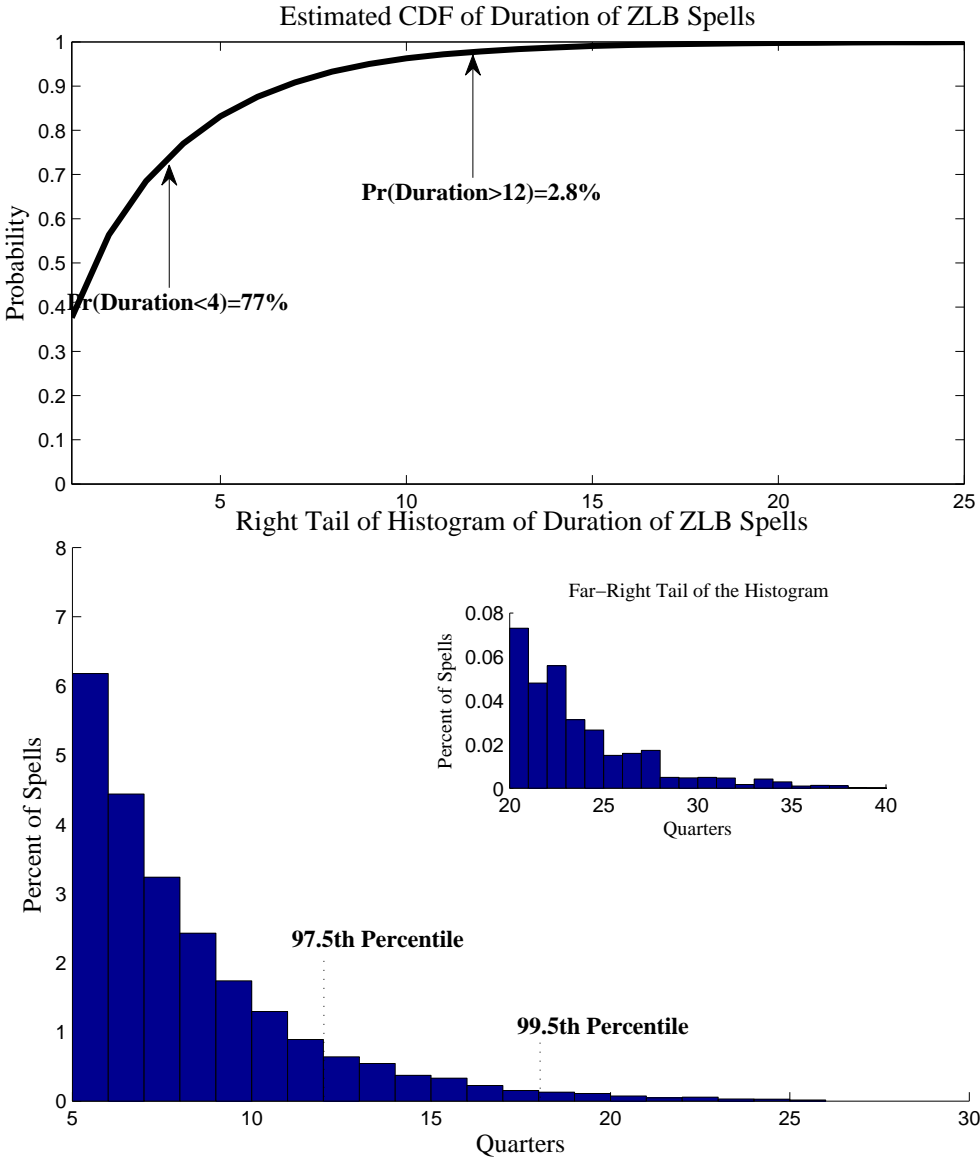 Estimated CDF of Duration of ZLB Spells
1
0.9
0.8
0.7
0.6
0.5
0.4
0.3
0.2
0.1
0
Probability
Pr(Duration>12)=2.8%
Pr(Duration<4)=77%
5 10 15 20 25
Right Tail of Histogram of Duration of ZLB Spells
8
7
6
5
4
3
2
1
0
Percent of Spells
Far–Right Tail of the Histogram
0.08
0.06
0.04
0.02
0
Percent of Spells
20 25 30 35 40
Quarters
97.5th Percentile
99.5th Percentile
5 10 15 20 25 30
Quarters